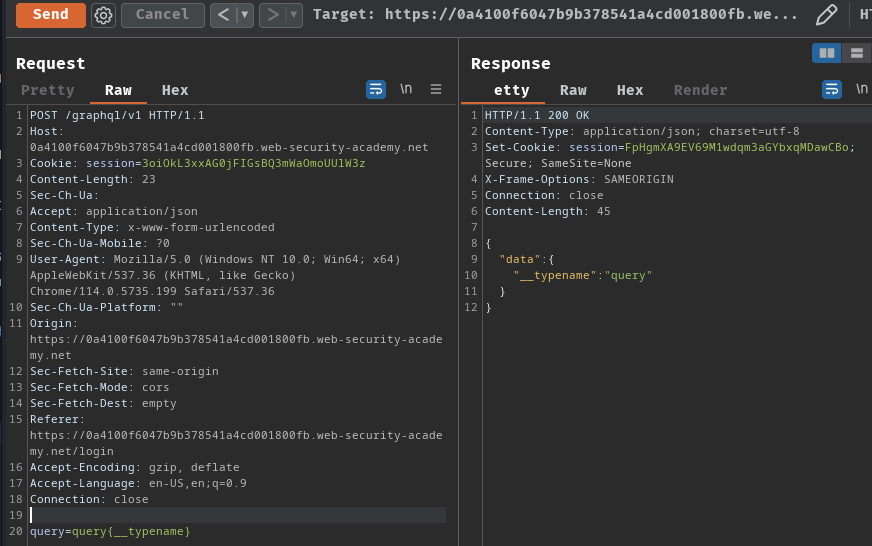 Send Cancel < ▼ > ▼ Target: https://0a4100f6047b9b378541a4cd001800fb.we...
Request
Pretty Raw Hex \n
1 POST /graphql/v1 HTTP/1.1
2 Host:
0a4100f6047b9b378541a4cd001800fb.web-security-academy.net
3 Cookie: session=3oiOkL3xxAG0jFIGsBQ3mWaOmoUUlW3z
4 Content-Length: 23
5 Sec-Ch-Ua:
6 Accept: application/json
7 Content-Type: x-www-form-urlencoded
8 Sec-Ch-Ua-Mobile: ?0
9 User-Agent: Mozilla/5.0 (Windows NT 10.0; Win64; x64)
AppleWebKit/537.36 (KHTML, like Gecko)
Chrome/114.0.5735.199 Safari/537.36
10 Sec-Ch-Ua-Platform: ""
11 Origin:
https://0a4100f6047b9b378541a4cd001800fb.web-security-acade
my.net
12 Sec-Fetch-Site: same-origin
13 Sec-Fetch-Mode: cors
14 Sec-Fetch-Dest: empty
15 Referer:
https://0a4100f6047b9b378541a4cd001800fb.web-security-acade
my.net/login
16 Accept-Encoding: gzip, deflate
17 Accept-Language: en-US,en;q=0.9
18 Connection: close
19
20 query=query{__typename}
Response
etty Raw Hex Render \n
1 HTTP/1.1 200 OK
2 Content-Type: application/json; charset=utf-8
3 Set-Cookie: session=FpHgmXA9EV69M1wdqm3aGYbxqMDawCBo;
Secure; SameSite=None
4 X-Frame-Options: SAMEORIGIN
5 Connection: close
6 Content-Length: 45
7
8 {
9 "data":{
10 "__typename":"query"
11 }
12 }